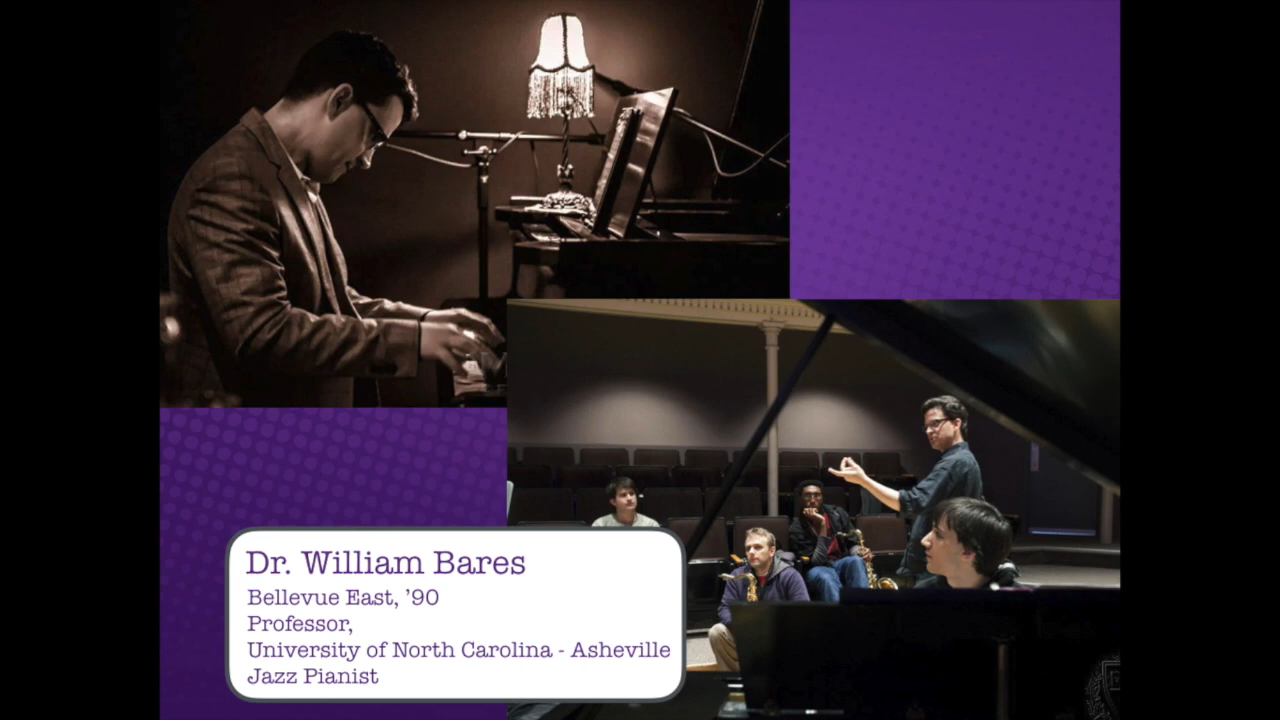 Dr. William Bares
Bellevue East, ’90
Professor,
University of North Carolina - Asheville
Jazz Pianist